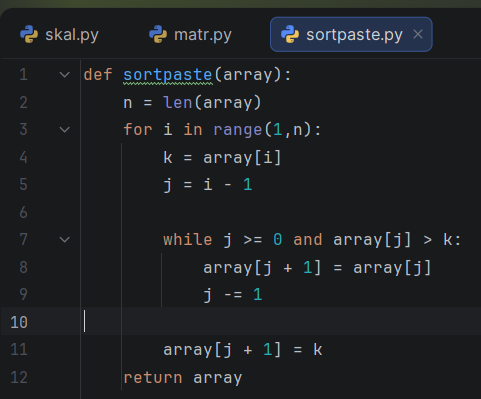 skal.py matr.py sortpaste.py
1 def sortpaste(array):
2 n = len(array)
3 for i in range(1,n):
4 k = array[i]
5 j = i - 1
6
7 while j >= 0 and array[j] > k:
8 array[j + 1] = array[j]
9 j -= 1
10
11 array[j + 1] = k
12 return array